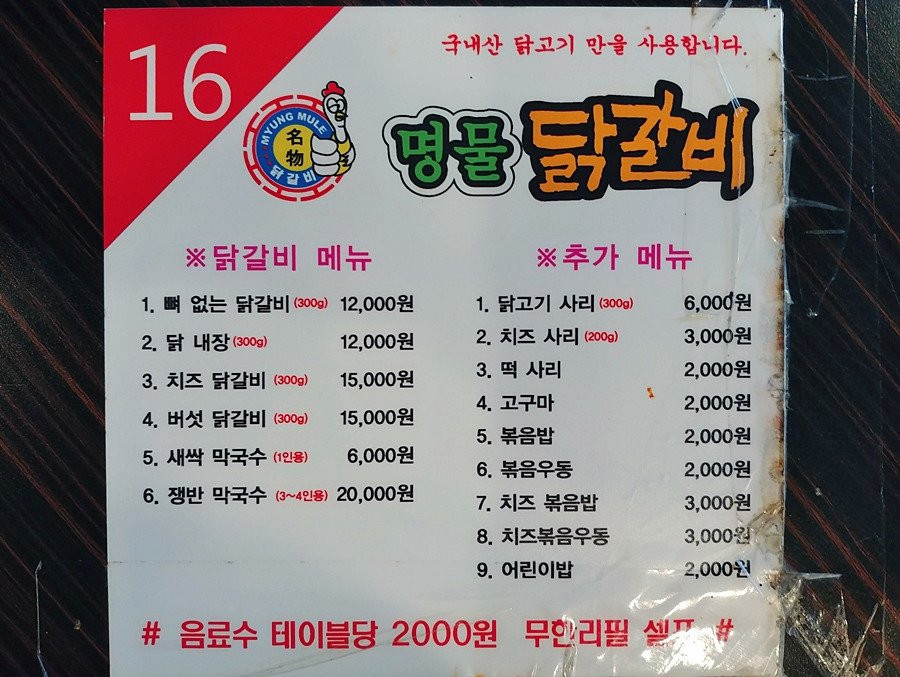 16
국내산 닭고기 만을 사용합니다.
MYUNG MULE
名物
닭갈비
명물 닭갈비
※닭갈비 메뉴
1. 뼈 없는 닭갈비 (300g) 12,000원
2. 닭 내장 (300g) 12,000원
3. 치즈 닭갈비 (300g) 15,000원
4. 버섯 닭갈비 (300g) 15,000원
5. 새싹 막국수 (1인용) 6,000원
6. 쟁반 막국수 (3~4인용) 20,000원
※추가 메뉴
1. 닭고기 사리 (300g) 6,000원
2. 치즈 사리 (200g) 3,000원
3. 떡 사리 2,000원
4. 고구마 2,000원
5. 볶음밥 2,000원
6. 볶음우동 2,000원
7. 치즈 볶음밥 3,000원
8. 치즈볶음우동 3,000원
9. 어린이밥 2,000원
# 음료수 테이블당 2000원 무한리필 셀프 #